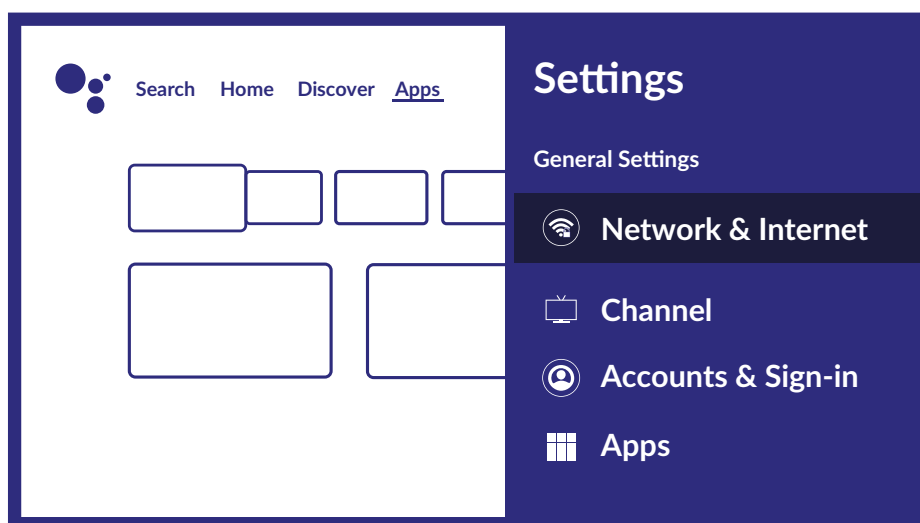 Search Home Discover Apps
Settings
General Settings
Network & Internet
Channel
Accounts & Sign-in
Apps